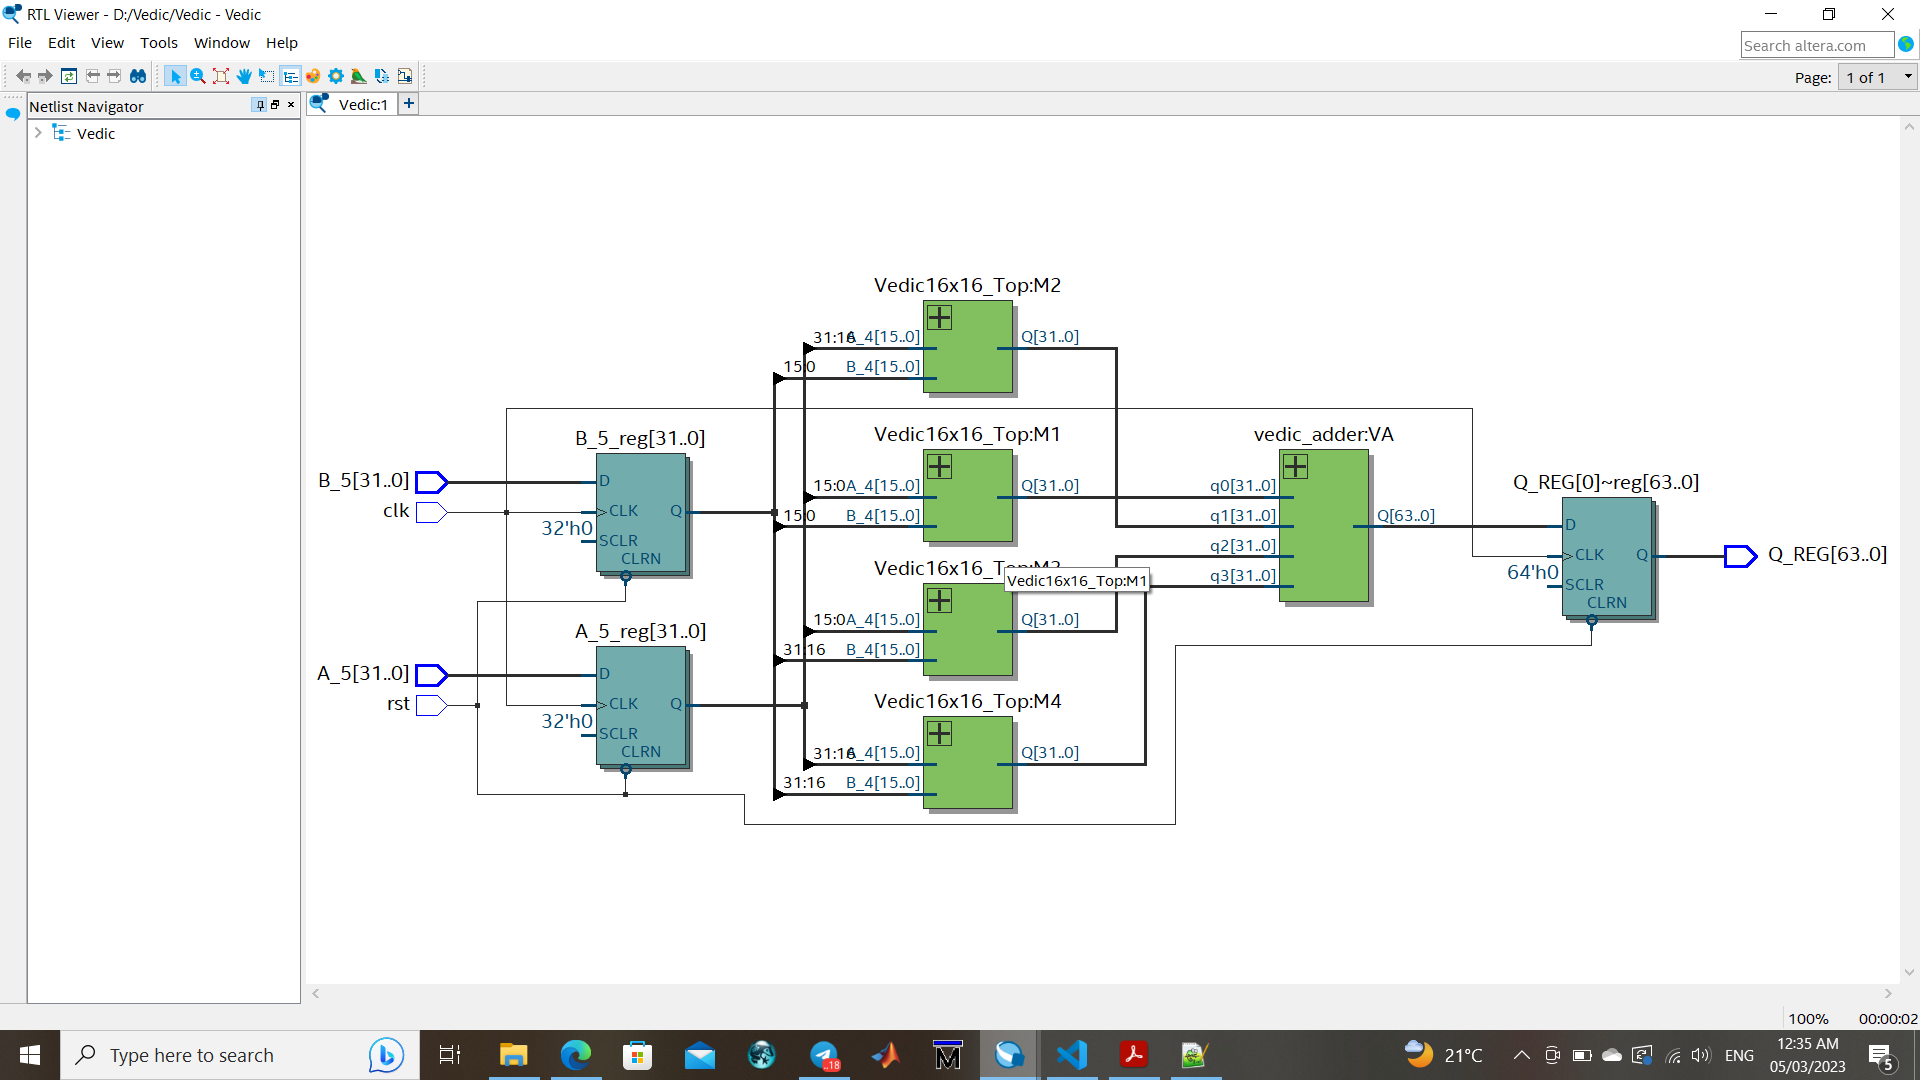 RTL Viewer - D:/Vedic/Vedic - Vedic
File Edit View Tools Window Help
Search altera.com
Page: 1 of 1
Netlist Navigator
Vedic:1
Vedic
Vedic16x16_Top:M2
31:16 A_4[15..0] Q[31..0]
15:0 B_4[15..0]
B_5_reg[31..0]
Vedic16x16_Top:M1
vedic_adder:VA
B_5[31..0] D
15:0 A_4[15..0] Q[31..0] q0[31..0]
Q_REG[0]~reg[63..0]
clk CLK Q
15:0 B_4[15..0] q1[31..0] Q[63..0] D
32'h0
SCLR
q2[31..0]
CLRN
CLK Q Q_REG[63..0]
Vedic16x16_Top:
q3[31..0]
64'h0
SCLR
Vedic16x16_Top:M1
CLRN
A_5_reg[31..0]
15:0 A_4[15..0] Q[31..0]
31:16 B_4[15..0]
A_5[31..0] D
rst CLK Q
Vedic16x16_Top:M4
32'h0
SCLR
CLRN
31:16 A_4[15..0] Q[31..0]
31:16 B_4[15..0]
100% 00:00:02
Type here to search
..18
M
21°C
ENG
12:35 AM
05/03/2023
5